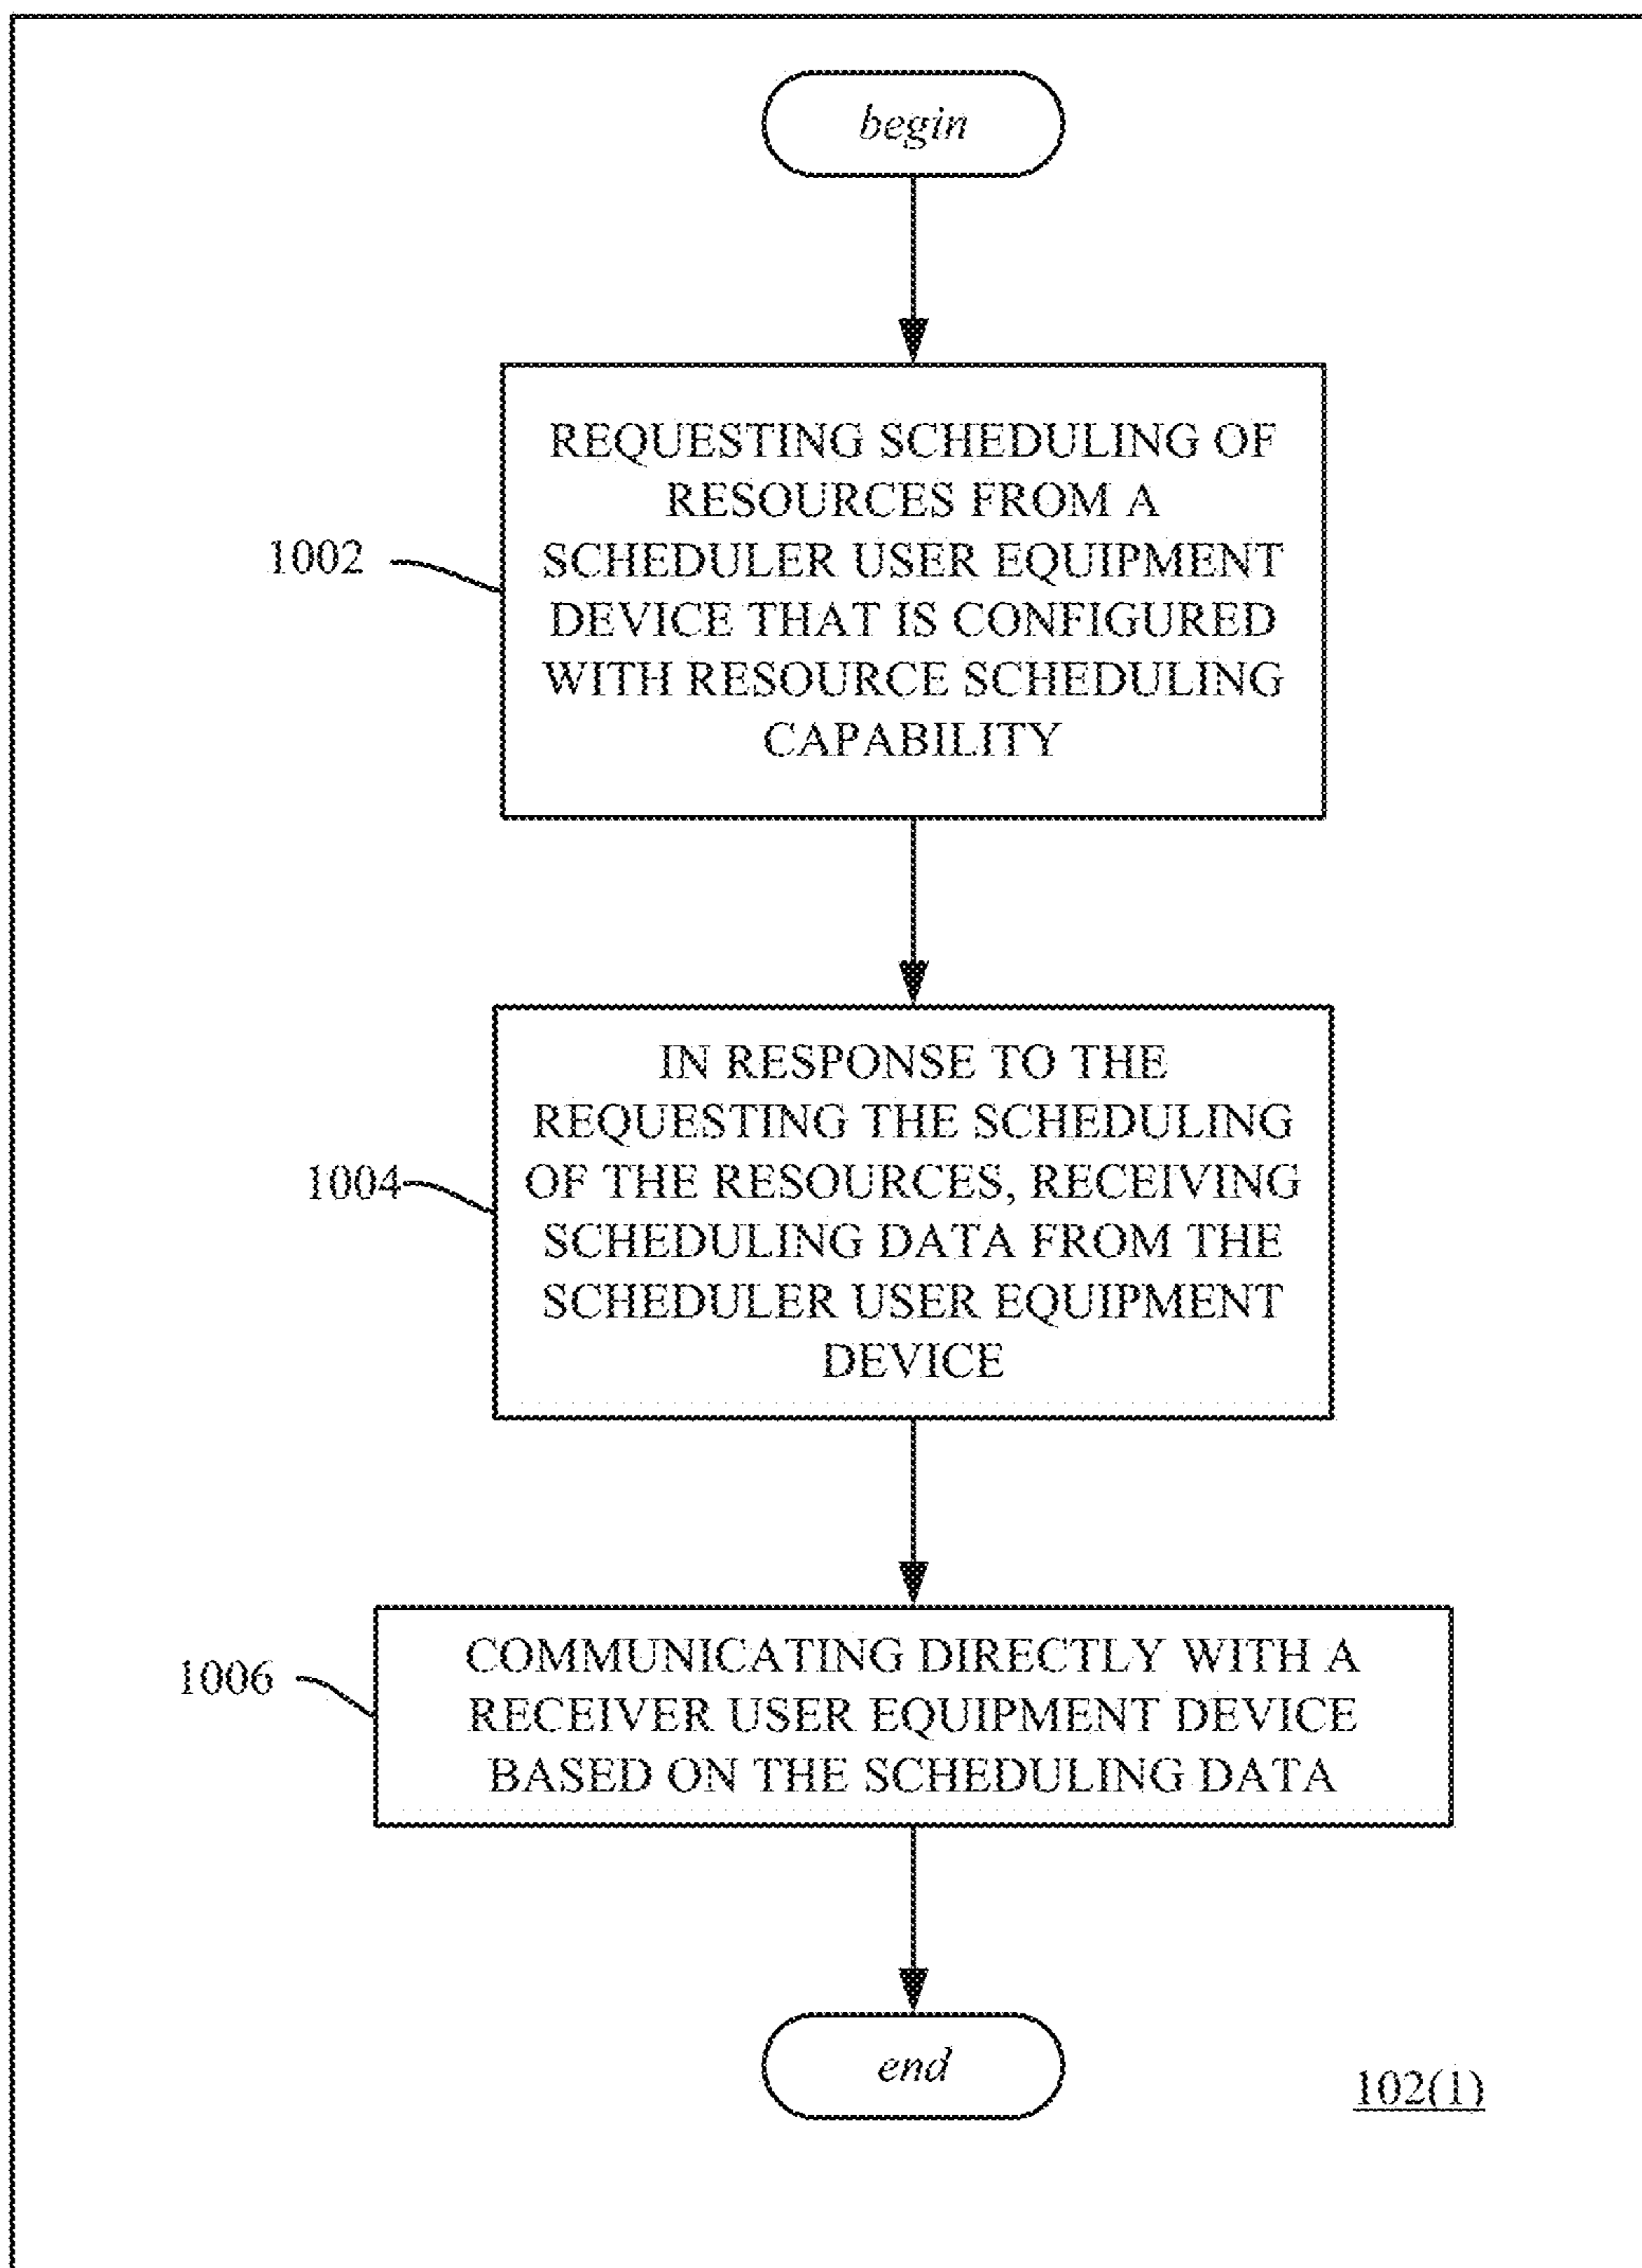 begin
REQUESTING SCHEDULING OF
RESOURCES FROM A
SCHEDULER USER EQUIPMENT
DEVICE THAT IS CONFIGURED
WITH RESOURCE SCHEDULING
CAPABILITY
1002
IN RESPONSE TO THE
REQUESTING THE SCHEDULING
OF THE RESOURCES, RECEIVING
SCHEDULING DATA FROM THE
SCHEDULER USER EQUIPMENT
DEVICE
1004
COMMUNICATING DIRECTLY WITH A
RECEIVER USER EQUIPMENT DEVICE
BASED ON THE SCHEDULING DATA
1006
end
102(1)